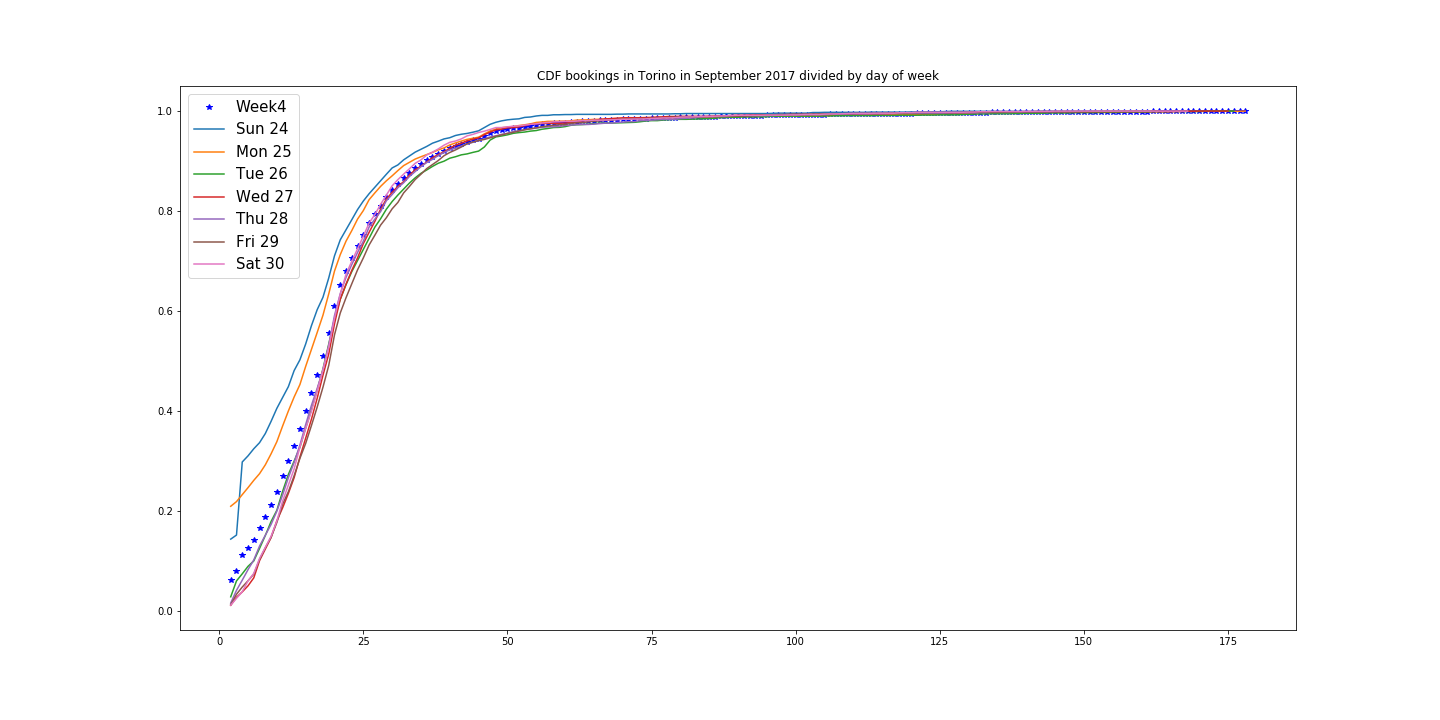 CDF bookings in Torino in September 2017 divided by day of week
1.0
0.8
0.6
0.4
0.2
0.0
Week4
Sun 24
Mon 25
Tue 26
Wed 27
Thu 28
Fri 29
Sat 30
0 25 50 75 100 125 150 175